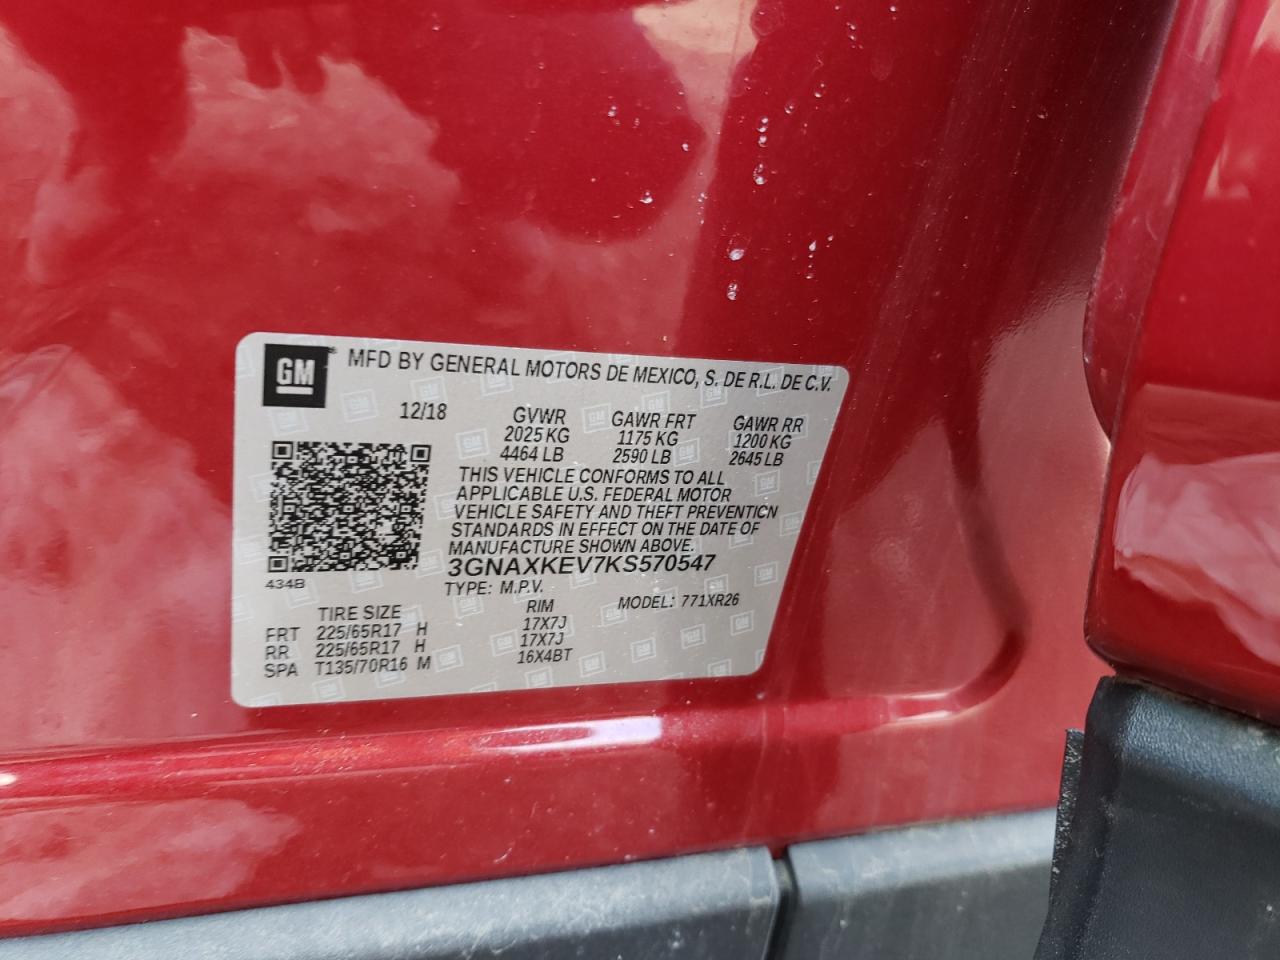 GM® MFD BY GENERAL MOTORS DE MEXICO, S. DE R.L. DE C.V.
12/18 GVWR GAWR FRT GAWR RR
2025 KG 1175 KG 1200 KG
4464 LB 2590 LB 2645 LB
THIS VEHICLE CONFORMS TO ALL
APPLICABLE U.S. FEDERAL MOTOR
VEHICLE SAFETY AND THEFT PREVENTION
STANDARDS IN EFFECT ON THE DATE OF
MANUFACTURE SHOWN ABOVE.
3GNAXKEV7KS570547
434B
TYPE: M.P.V. MODEL: 771XR26
TIRE SIZE RIM
FRT 225/65R17 H 17X7J
RR 225/65R17 H 17X7J
SPA T135/70R16 M 16X4BT